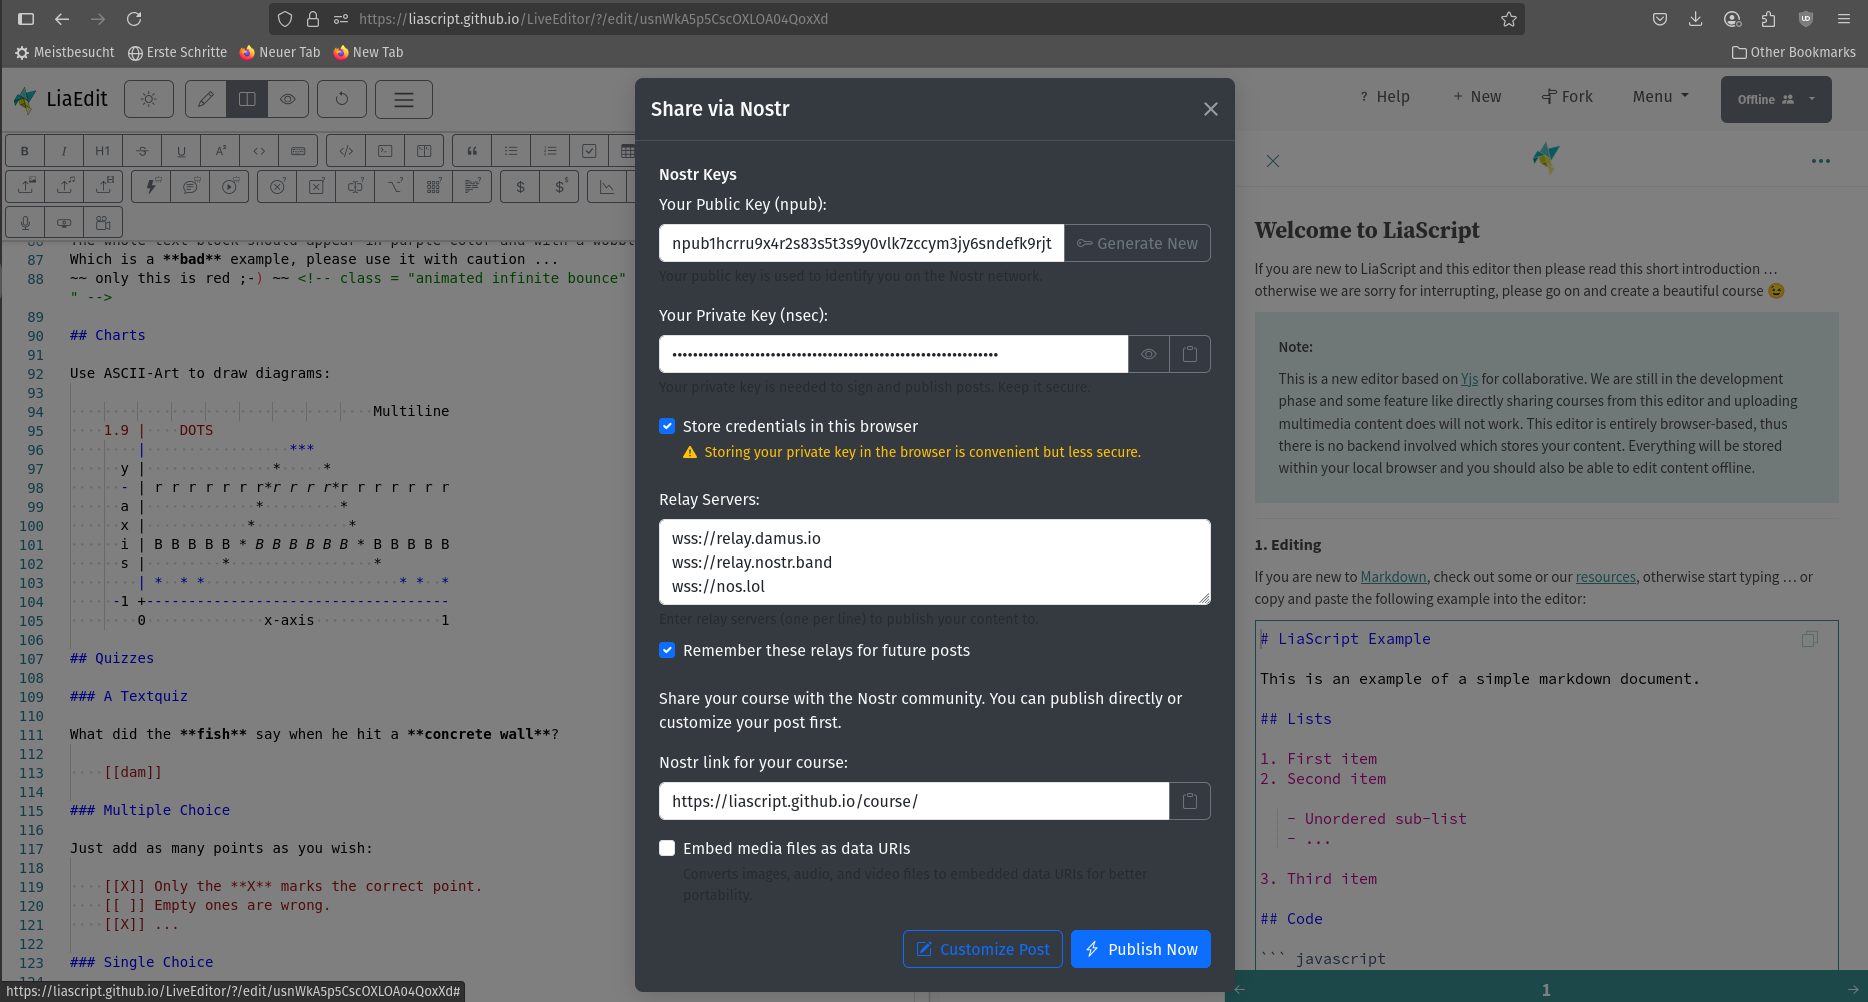 https://liascript.github.io/LiveEditor/?/edit/usnWkA5p5CscOXLOA04QoxXd
Meistbesucht Erste Schritte Neuer Tab New Tab Other Bookmarks
LiaEdit
? Help + New Fork Menu Offline
B I H1 S U A
$ $
87 Which is a **bad** example, please use it with caution ...
88 ~~ only this is red ;-) ~~ <!-- class = "animated infinite bounce"
" -->
89
90 ## Charts
91
92 Use ASCII-Art to draw diagrams:
93
94 Multiline
95 1.9 | DOTS
96 | ***
97 y | * *
98 - | r r r r r r r*r r r r*r r r r r r r
99 a | * *
100 x | * *
101 i | B B B B B * B B B B B B * B B B B B
102 s | * *
103 | * * * * * *
104 -1 +------------------------------------
105 0 x-axis 1
106
107 ## Quizzes
108
109 ### A Textquiz
110
111 What did the **fish** say when he hit a **concrete wall**?
112
113 [[dam]]
114
115 ### Multiple Choice
116
117 Just add as many points as you wish:
118
119 [[X]] Only the **X** marks the correct point.
120 [[ ]] Empty ones are wrong.
121 [[X]] ...
122
123 ### Single Choice
https://liascript.github.io/LiveEditor/?/edit/usnWkA5p5CscOXLOA04QoxXd#
Share via Nostr
Nostr Keys
Your Public Key (npub):
npub1hcrru9x4r2s83s5t3s9y0vlk7zccym3jy6sndefk9rjt
Generate New
Your public key is used to identify you on the Nostr network.
Your Private Key (nsec):
Your private key is needed to sign and publish posts. Keep it secure.
Store credentials in this browser
Storing your private key in the browser is convenient but less secure.
Relay Servers:
wss://relay.damus.io
wss://relay.nostr.band
wss://nos.lol
Enter relay servers (one per line) to publish your content to.
Remember these relays for future posts
Share your course with the Nostr community. You can publish directly or
customize your post first.
Nostr link for your course:
https://liascript.github.io/course/
Embed media files as data URIs
Converts images, audio, and video files to embedded data URIs for better
portability.
Customize Post
Publish Now
Welcome to LiaScript
If you are new to LiaScript and this editor then please read this short introduction ...
otherwise we are sorry for interrupting, please go on and create a beautiful course 😉
Note:
This is a new editor based on Yjs for collaborative. We are still in the development
phase and some feature like directly sharing courses from this editor and uploading
multimedia content does will not work. This editor is entirely browser-based, thus
there is no backend involved which stores your content. Everything will be stored
within your local browser and you should also be able to edit content offline.
1. Editing
If you are new to Markdown, check out some or our resources, otherwise start typing ... or
copy and paste the following example into the editor:
# LiaScript Example
This is an example of a simple markdown document.
## Lists
1. First item
2. Second item
- Unordered sub-list
- ...
3. Third item
## Code
``` javascript
1